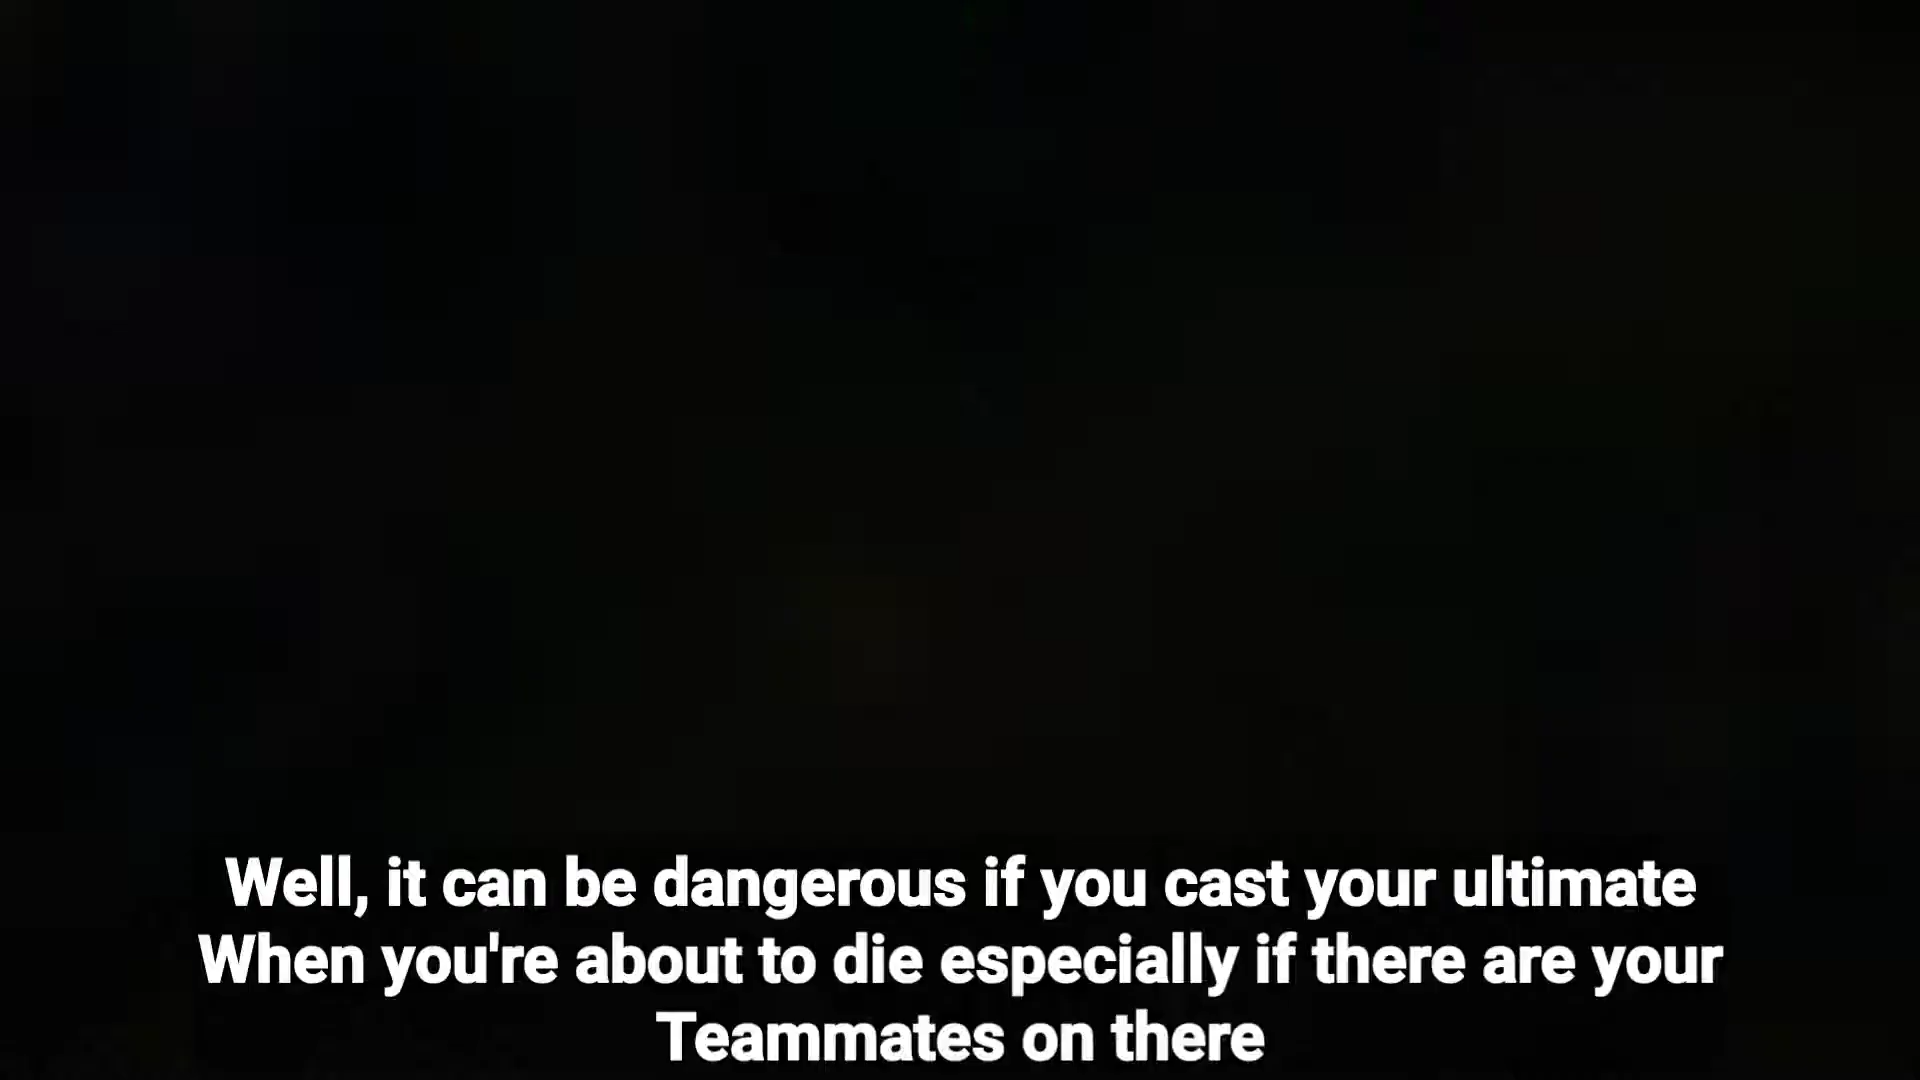 Well, it can be dangerous if you cast your ultimate
When you're about to die especially if there are your
Teammates on there